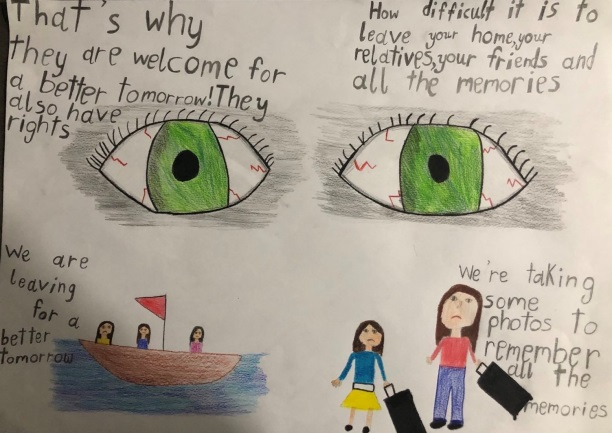 That's why
they are welcome for
a better tomorrow!They
also have
rights
How difficult it is to
leave your home,your
relatives,your friends and
all the memories
We are
leaving
for a
better
tomorrow
We're taking
some
photos to
remember
all the
memories